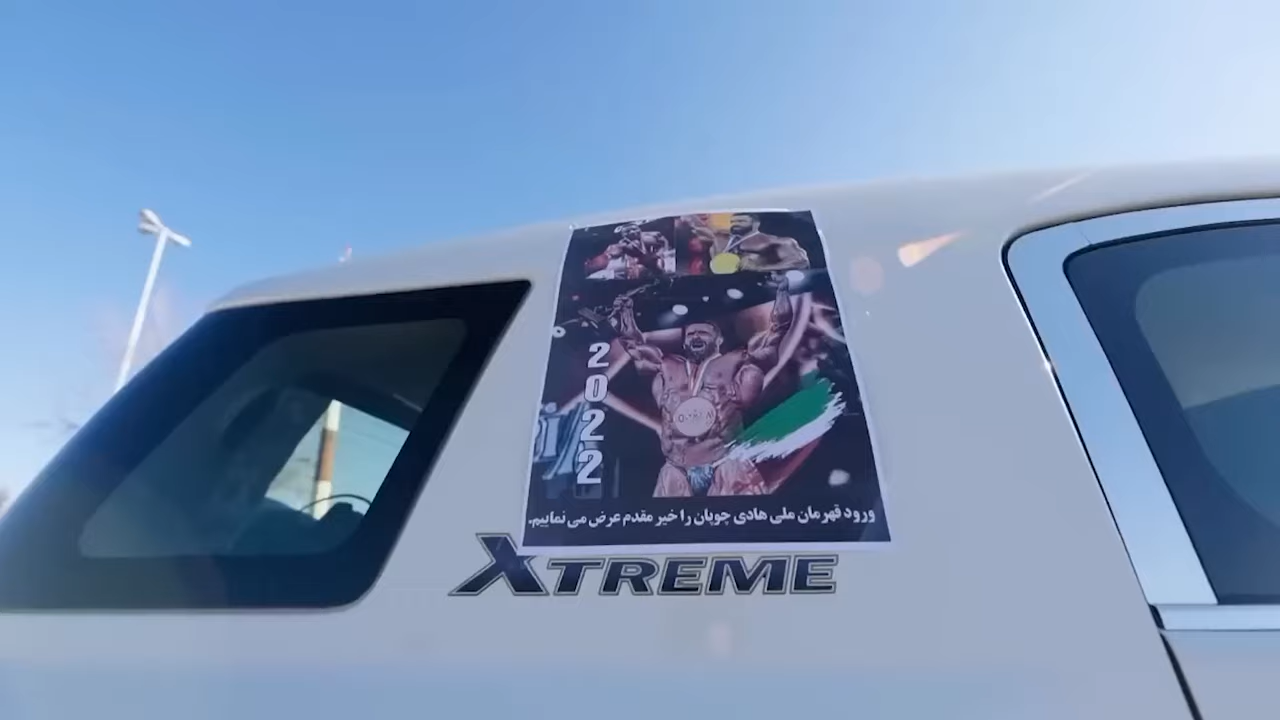 2022
ورود قهرمان ملی هادی چوپان را خیر مقدم عرض می نماییم.
XTREME